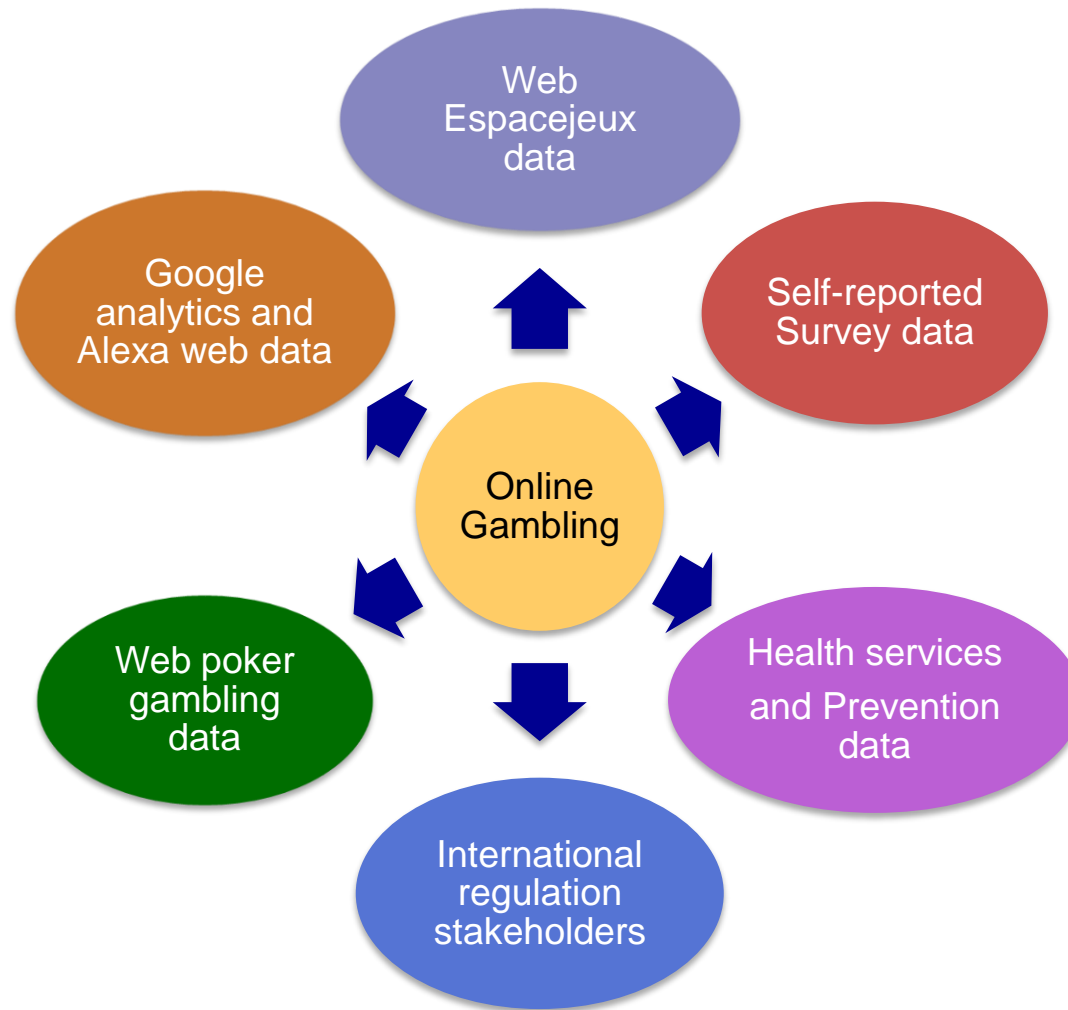 Web
Espacejeux
data
Google
analytics and
Alexa web data
Self-reported
Survey data
Online
Gambling
Web poker
gambling
data
Health services
and Prevention
data
International
regulation
stakeholders